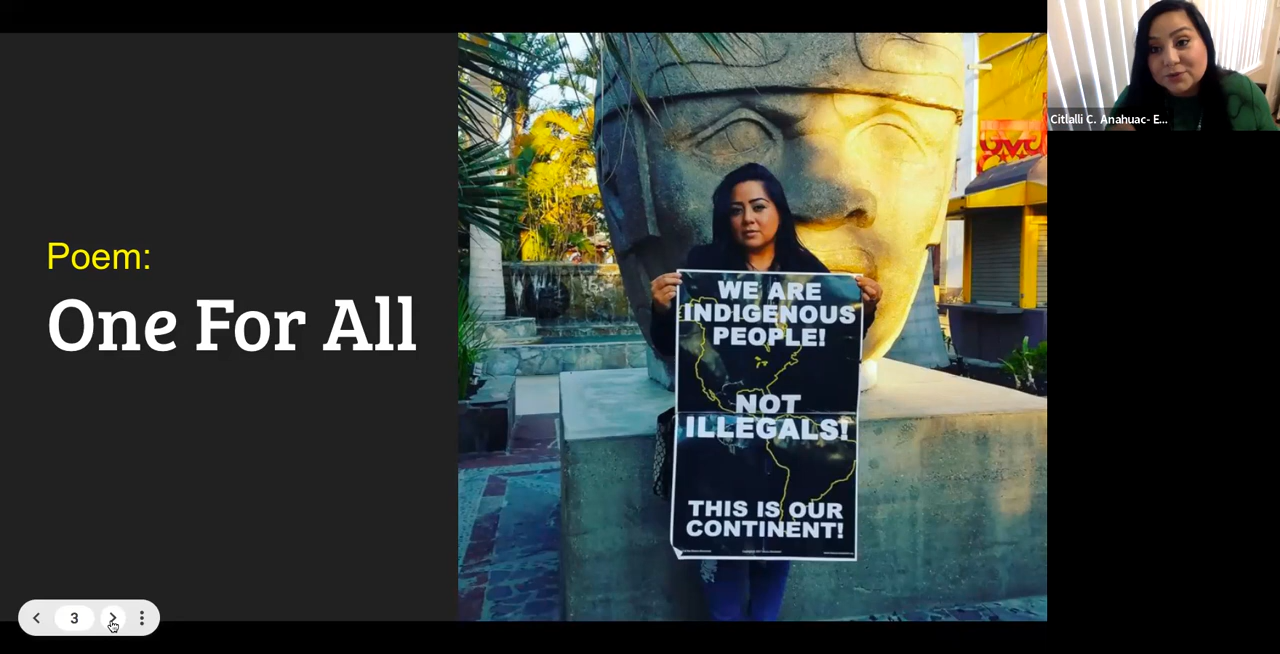 Poem:
One For All
WE ARE
INDIGENOUS
PEOPLE!
NOT
ILLEGALS!
THIS IS OUR
CONTINENT!
Citlalli C. Anahuac- E...
3